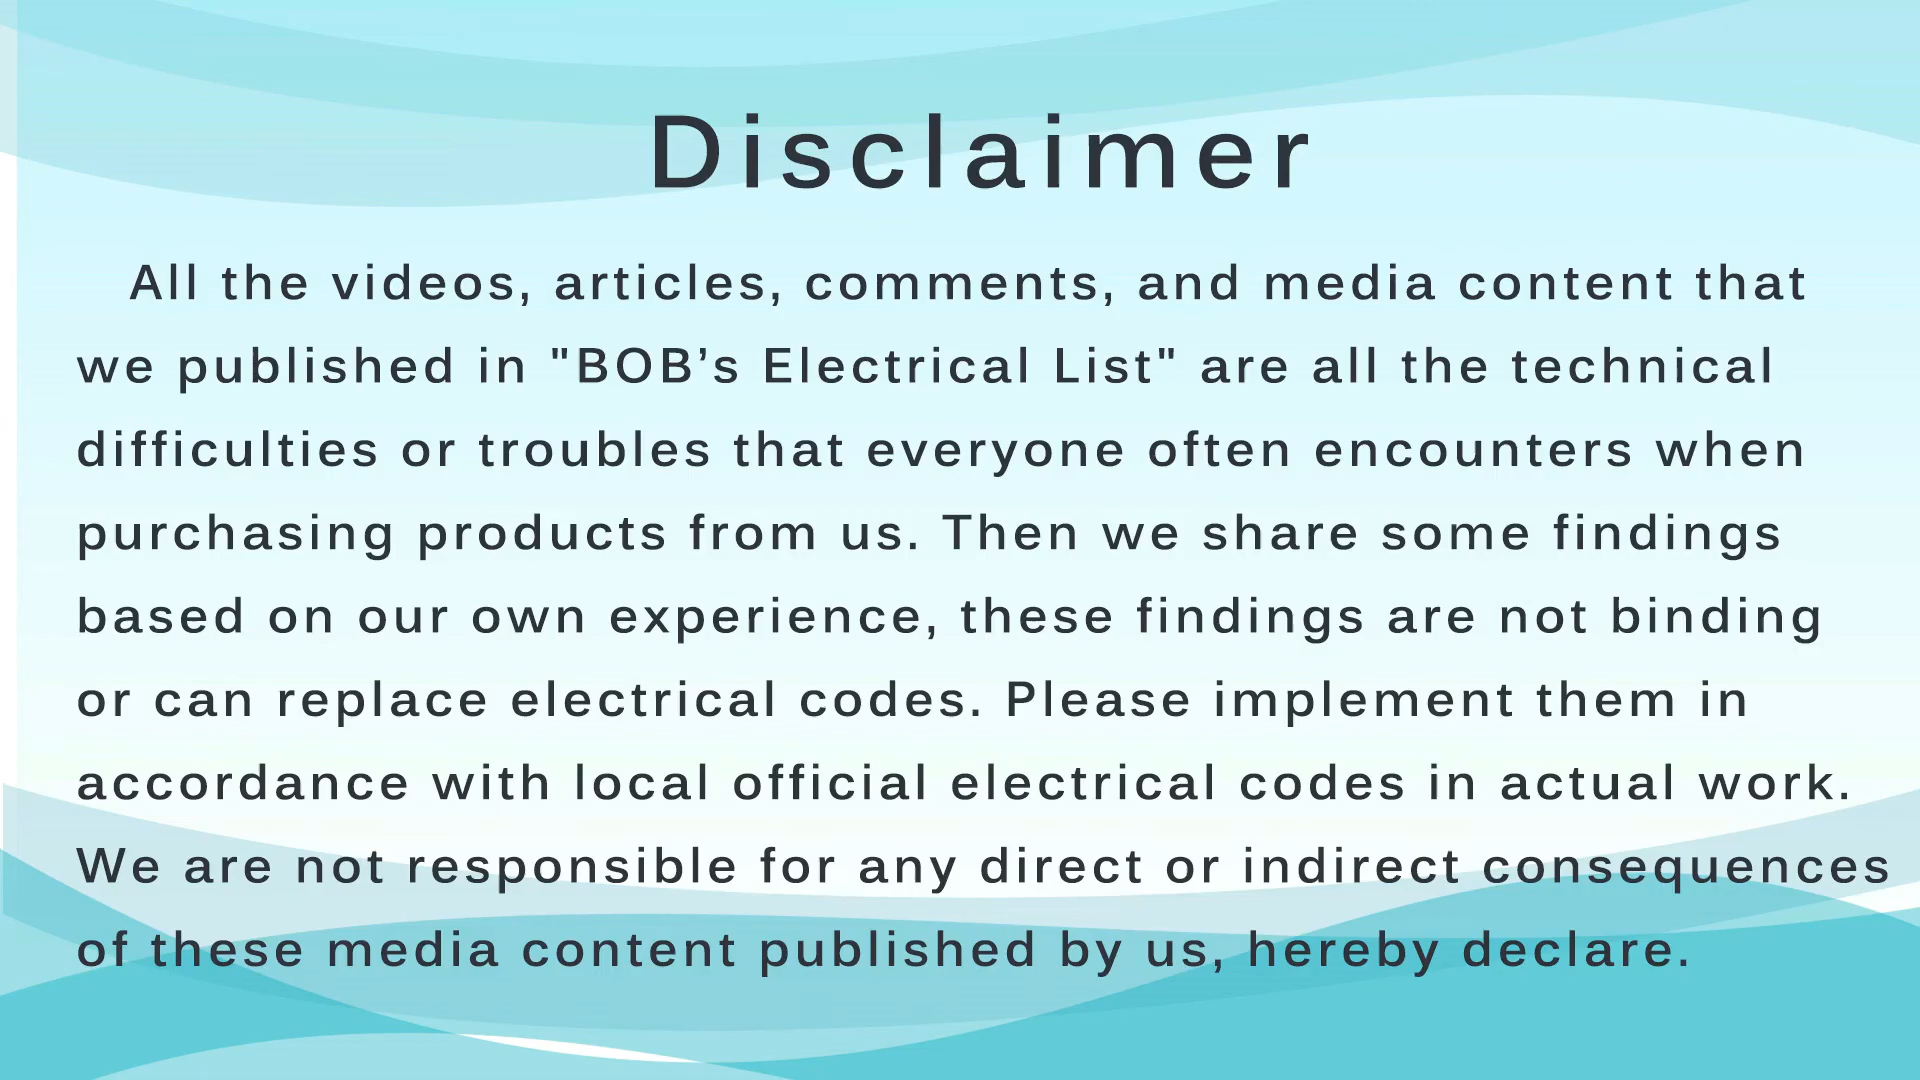 Disclaimer
All the videos, articles, comments, and media content that
we published in "BOB’s Electrical List" are all the technical
difficulties or troubles that everyone often encounters when
purchasing products from us. Then we share some findings
based on our own experience, these findings are not binding
or can replace electrical codes. Please implement them in
accordance with local official electrical codes in actual work.
We are not responsible for any direct or indirect consequences
of these media content published by us, hereby declare.